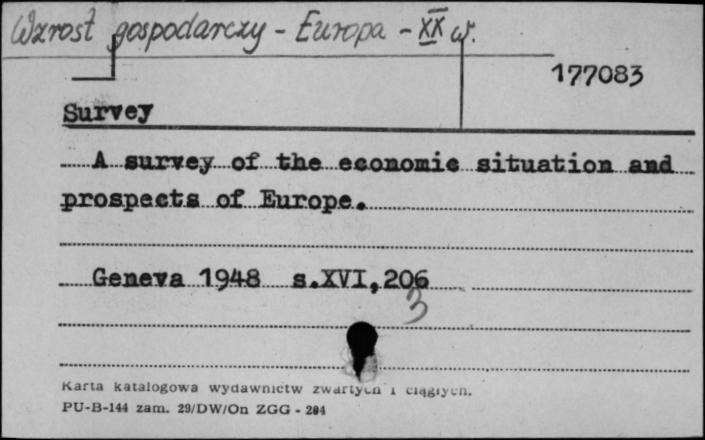 Wzrost gospodarczy - Europa - XX w.
177083
Survey
A survey of the economic situation and
prospects of Europe.
Geneva 1948 s.XVI,206
3
Karta katalogowa wydawnictw zwartych i ciągłych.
PU-B-144 zam. 29/DW/On ZGG - 204